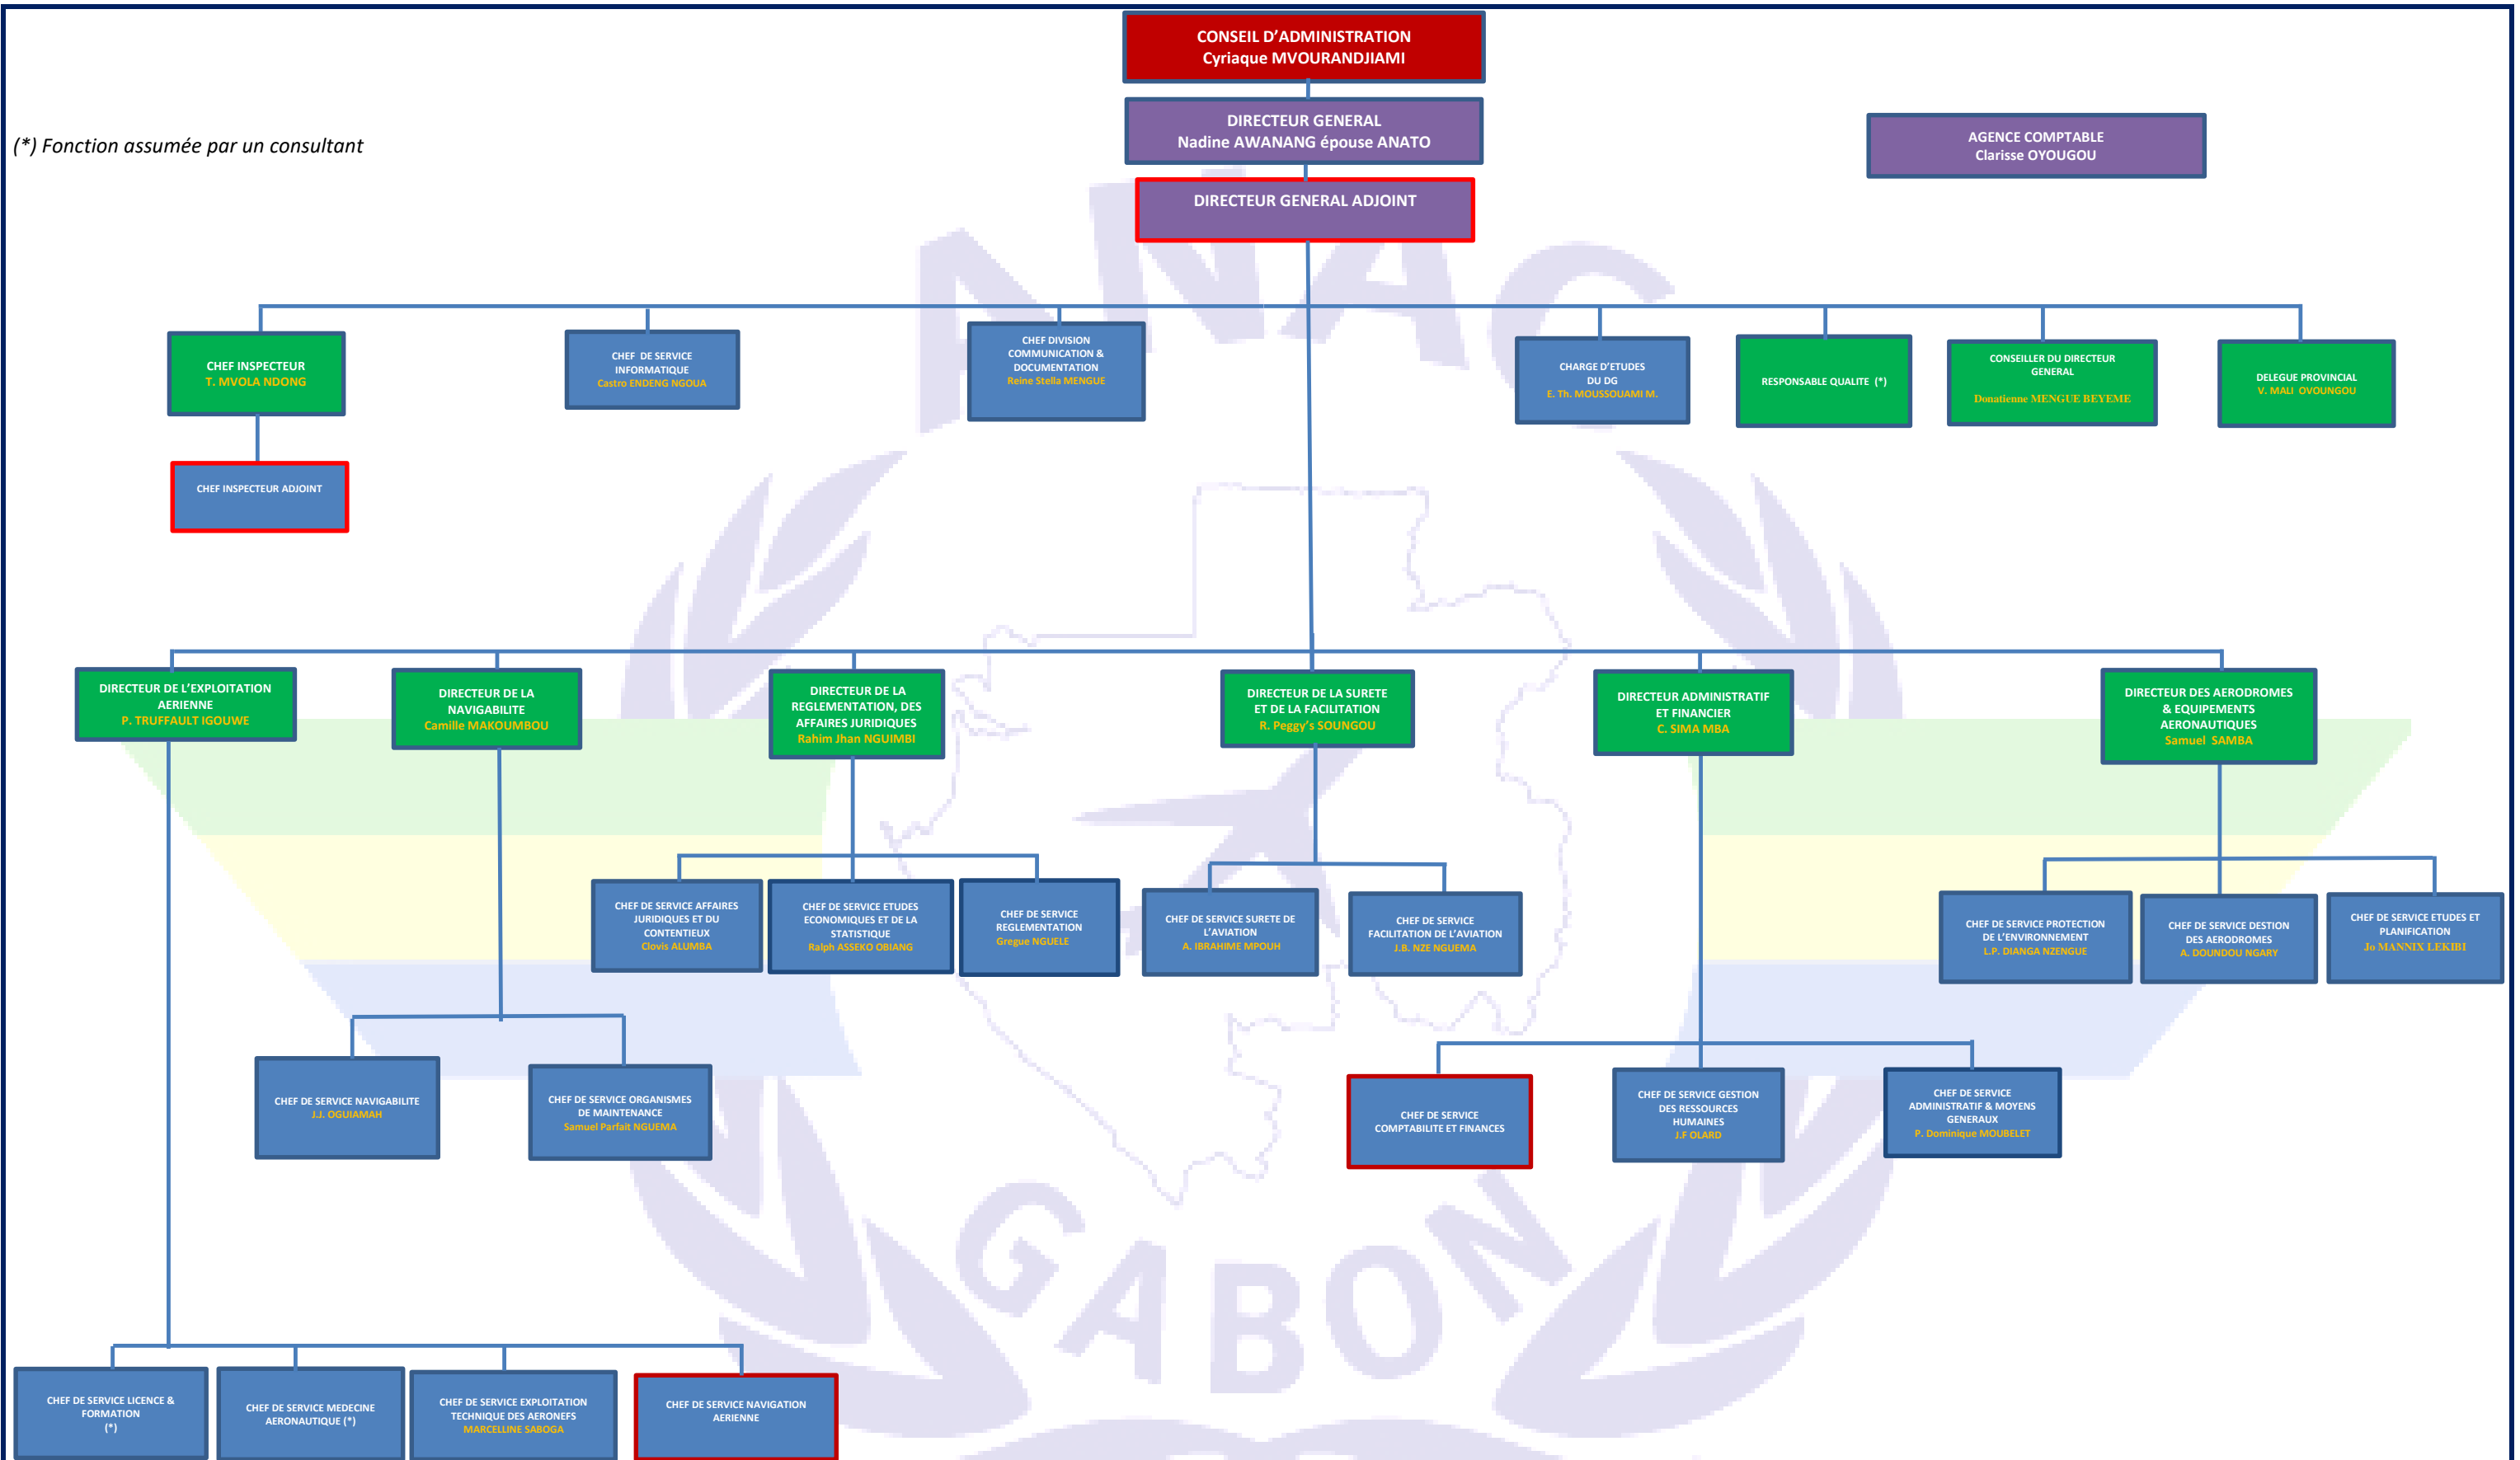 CONSEIL D’ADMINISTRATION
Cyriaque MVOURANDJIAMI
DIRECTEUR GENERAL
Nadine AWANANG épouse ANATO
AGENCE COMPTABLE
Clarisse OYOUGOU
(*) Fonction assumée par un consultant
DIRECTEUR GENERAL ADJOINT
ANAC
CHEF INSPECTEUR
T. MVOLA NDONG
CHEF DE SERVICE
INFORMATIQUE
Castro ENDENG NGOUA
CHEF DIVISION
COMMUNICATION &
DOCUMENTATION
Reine Stella MENGUE
CHARGE D’ETUDES
DU DG
E. Th. MOUSSOUAMI M.
RESPONSABLE QUALITE (*)
CONSEILLER DU DIRECTEUR
GENERAL
Donatienne MENGUE BEYEME
DELEGUE PROVINCIAL
V. MALI OVOUNGOU
CHEF INSPECTEUR ADJOINT
DIRECTEUR DE L’EXPLOITATION
AERIENNE
P. TRUFFAULT IGOUWE
DIRECTEUR DE LA
NAVIGABILITE
Camille MAKOUMBOU
DIRECTEUR DE LA
REGLEMENTATION, DES
AFFAIRES JURIDIQUES
Rahim Jhan NGUIMBI
DIRECTEUR DE LA SURETE
ET DE LA FACILITATION
R. Peggy’s SOUNGOU
DIRECTEUR ADMINISTRATIF
ET FINANCIER
C. SIMA MBA
DIRECTEUR DES AERODROMES
& EQUIPEMENTS
AERONAUTIQUES
Samuel SAMBA
CHEF DE SERVICE AFFAIRES
JURIDIQUES ET DU
CONTENTIEUX
Clovis ALUMBA
CHEF DE SERVICE ETUDES
ECONOMIQUES ET DE LA
STATISTIQUE
Ralph ASSEKO OBIANG
CHEF DE SERVICE
REGLEMENTATION
Gregue NGUELE
CHEF DE SERVICE SURETE DE
L’AVIATION
A. IBRAHIME MPOUH
CHEF DE SERVICE
FACILITATION DE L’AVIATION
J.B. NZE NGUEMA
CHEF DE SERVICE PROTECTION
DE L’ENVIRONNEMENT
L.P. DIANGA NZENGUE
CHEF DE SERVICE DESTION
DES AERODROMES
A. DOUNDOU NGARY
CHEF DE SERVICE ETUDES ET
PLANIFICATION
Jo MANNIX LEKIBI
CHEF DE SERVICE NAVIGABILITE
J.J. OGUIAMAH
CHEF DE SERVICE ORGANISMES
DE MAINTENANCE
Samuel Parfait NGUEMA
CHEF DE SERVICE
COMPTABILITE ET FINANCES
CHEF DE SERVICE GESTION
DES RESSOURCES
HUMAINES
J.F OLARD
CHEF DE SERVICE
ADMINISTRATIF & MOYENS
GENERAUX
P. Dominique MOUBELET
GABON
CHEF DE SERVICE LICENCE &
FORMATION
(*)
CHEF DE SERVICE MEDECINE
AERONAUTIQUE (*)
CHEF DE SERVICE EXPLOITATION
TECHNIQUE DES AERONEFS
MARCELLINE SABOGA
CHEF DE SERVICE NAVIGATION
AERIENNE